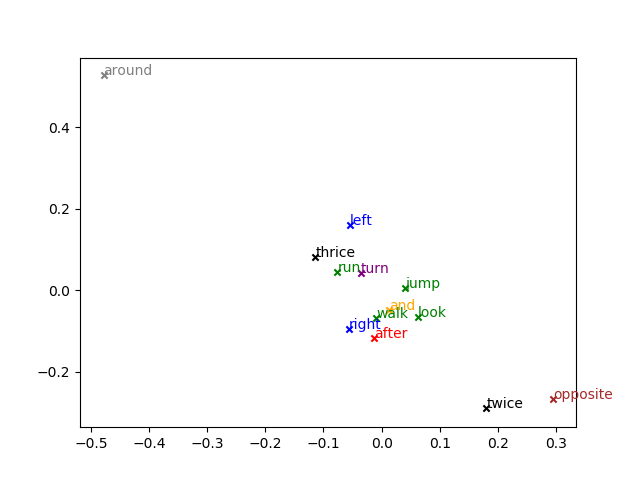 around
0.4
0.2
left
thrice
run
turn
0.0
jump
and
walk
look
right
after
−0.2
opposite
twice
−0.5
−0.4
−0.3
−0.2
−0.1
0.0
0.1
0.2
0.3